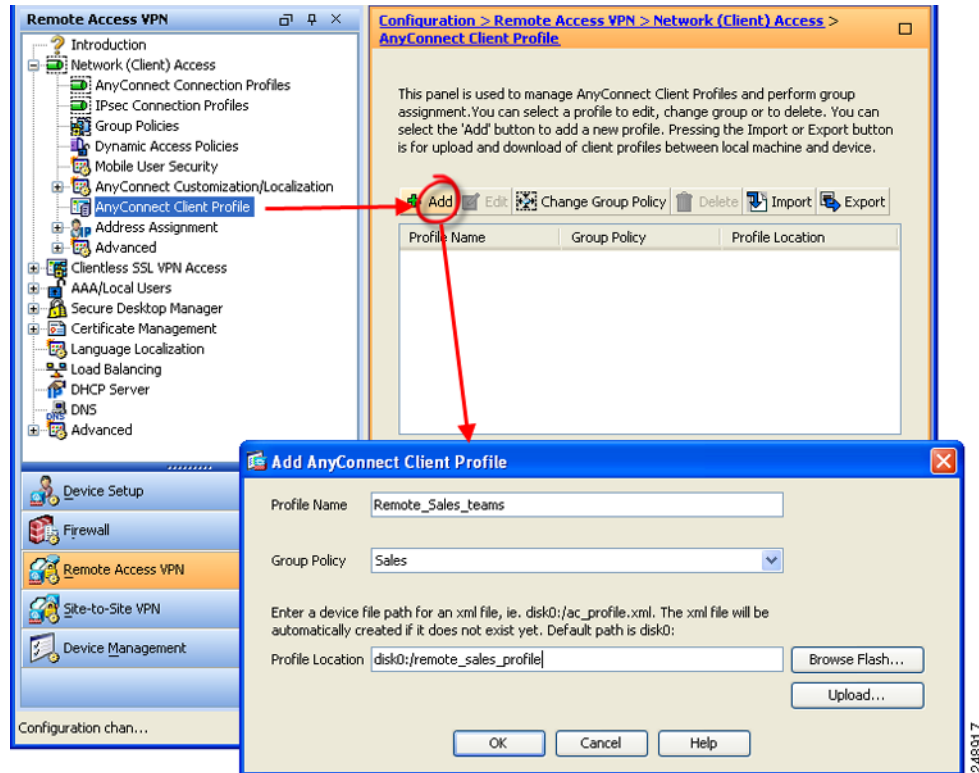 Remote Access VPN
Introduction
Network (Client) Access
AnyConnect Connection Profiles
IPsec Connection Profiles
Group Policies
Dynamic Access Policies
Mobile User Security
AnyConnect Customization/Localization
AnyConnect Client Profile
Address Assignment
Advanced
Clientless SSL VPN Access
AAA/Local Users
Secure Desktop Manager
Certificate Management
Language Localization
Load Balancing
DHCP Server
DNS
Advanced
Device Setup
Firewall
Remote Access VPN
Site-to-Site VPN
Device Management
Configuration chan...
Configuration > Remote Access VPN > Network (Client) Access >
AnyConnect Client Profile
This panel is used to manage AnyConnect Client Profiles and perform group
assignment.You can select a profile to edit, change group or to delete. You can
select the 'Add' button to add a new profile. Pressing the Import or Export button
is for upload and download of client profiles between local machine and device.
Add Edit Change Group Policy Delete Import Export
Profile Name Group Policy Profile Location
Add AnyConnect Client Profile
Profile Name Remote_Sales_teams
Group Policy Sales
Enter a device file path for an xml file, ie. disk0:/ac_profile.xml. The xml file will be
automatically created if it does not exist yet. Default path is disk0:
Profile Location disk0:/remote_sales_profile Browse Flash...
Upload...
OK Cancel Help
248917